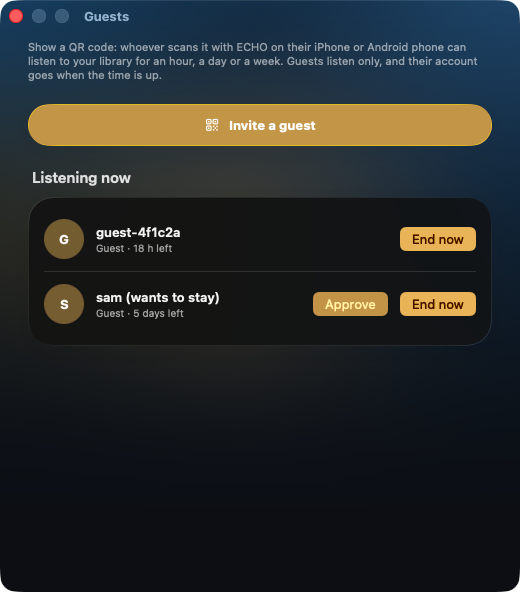 Guests
Show a QR code: whoever scans it with ECHO on their iPhone or Android phone can
listen to your library for an hour, a day or a week. Guests listen only, and their account
goes when the time is up.
Invite a guest
Listening now
G
guest-4f1c2a
Guest · 18 h left
End now
S
sam (wants to stay)
Guest · 5 days left
Approve
End now